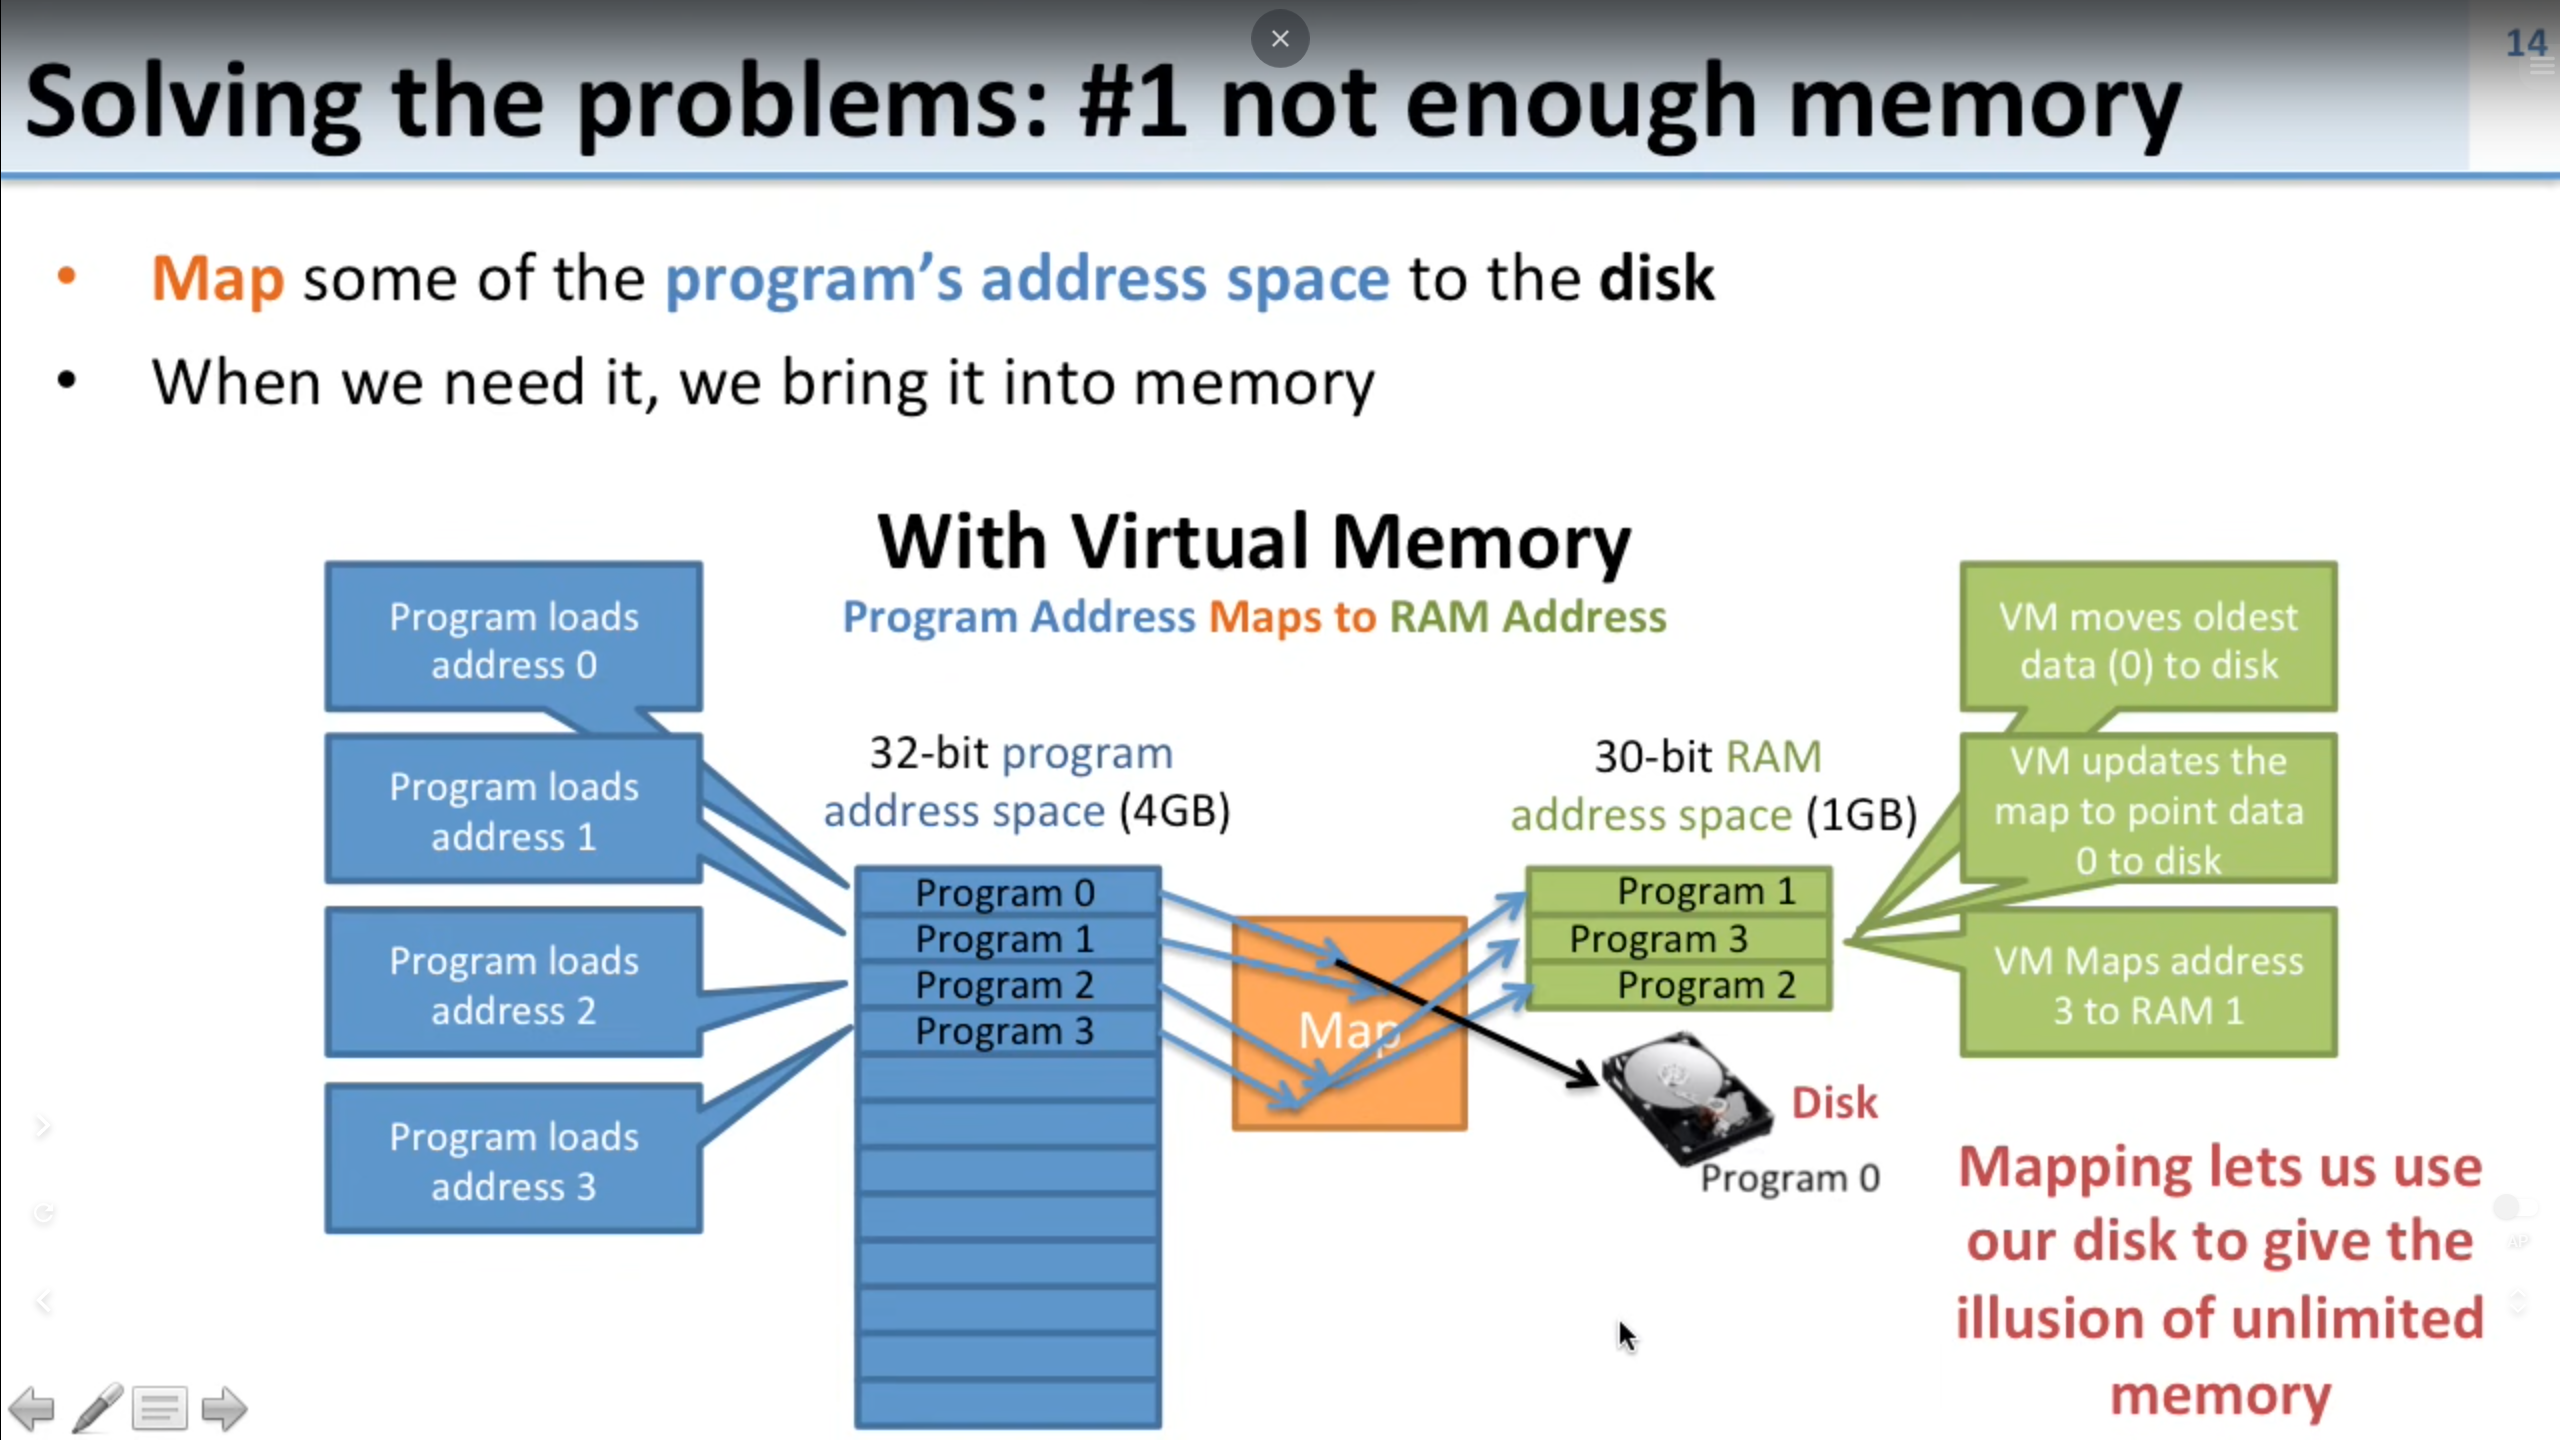 14
Solving the problems: #1 not enough memory
• Map some of the program’s address space to the disk
• When we need it, we bring it into memory
With Virtual Memory
Program Address Maps to RAM Address
Program loads
address 0
Program loads
address 1
Program loads
address 2
Program loads
address 3
32-bit program
address space (4GB)
Program 0
Program 1
Program 2
Program 3
Map
30-bit RAM
address space (1GB)
Program 1
Program 3
Program 2
Disk
Program 0
VM moves oldest
data (0) to disk
VM updates the
map to point data
0 to disk
VM Maps address
3 to RAM 1
Mapping lets us use
our disk to give the
illusion of unlimited
memory
AP